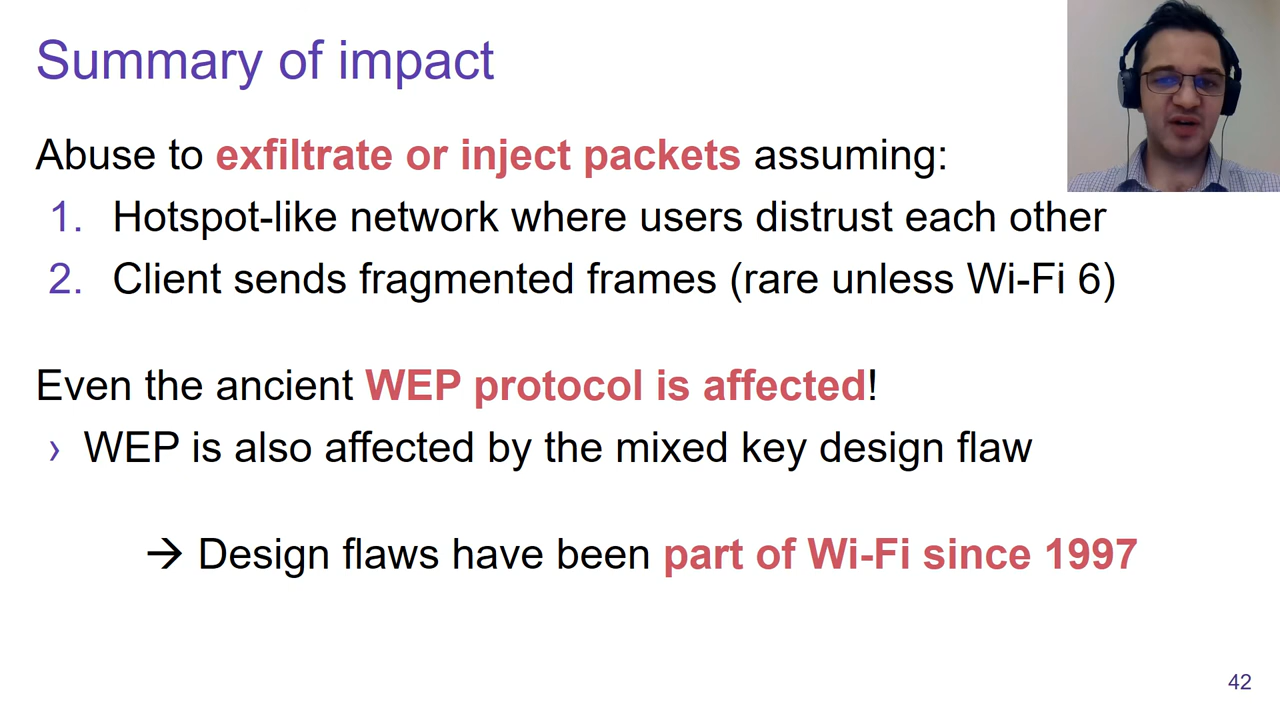 Summary of impact
Abuse to exfiltrate or inject packets assuming:
1. Hotspot-like network where users distrust each other
2. Client sends fragmented frames (rare unless Wi-Fi 6)
Even the ancient WEP protocol is affected!
› WEP is also affected by the mixed key design flaw
→ Design flaws have been part of Wi-Fi since 1997
42